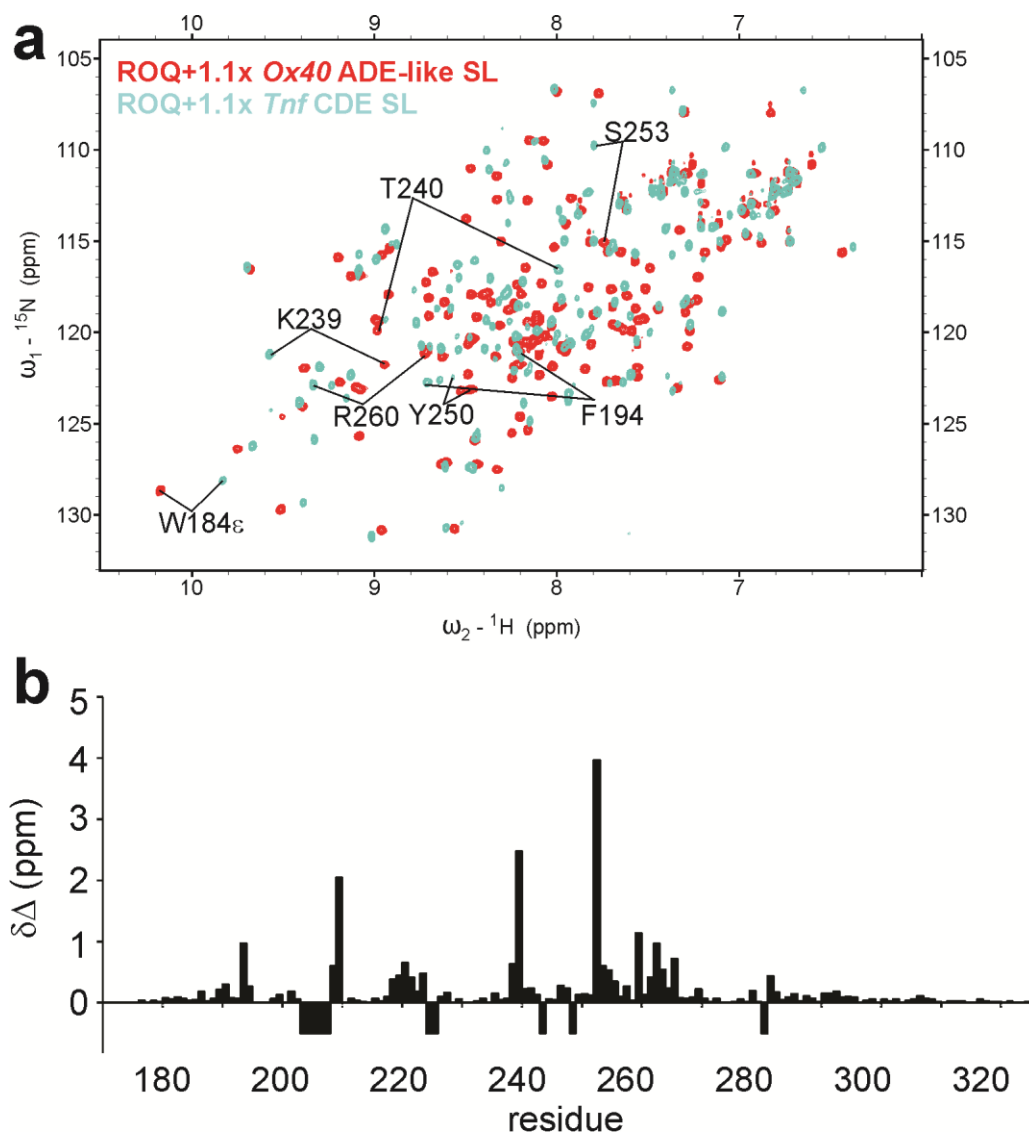 a
10 9 8 7
ROQ+1.1x Ox40 ADE-like SL
ROQ+1.1x Tnf CDE SL
105 105
110 110
115 115
120 120
125 125
130 130
S253
T240
K239
R260 Y250 F194
W184ε
ω1 - 15N (ppm)
10 9 8 7
ω2 - 1H (ppm)
b
5
4
3
2
1
0
δΔ (ppm)
180 200 220 240 260 280 300 320
residue